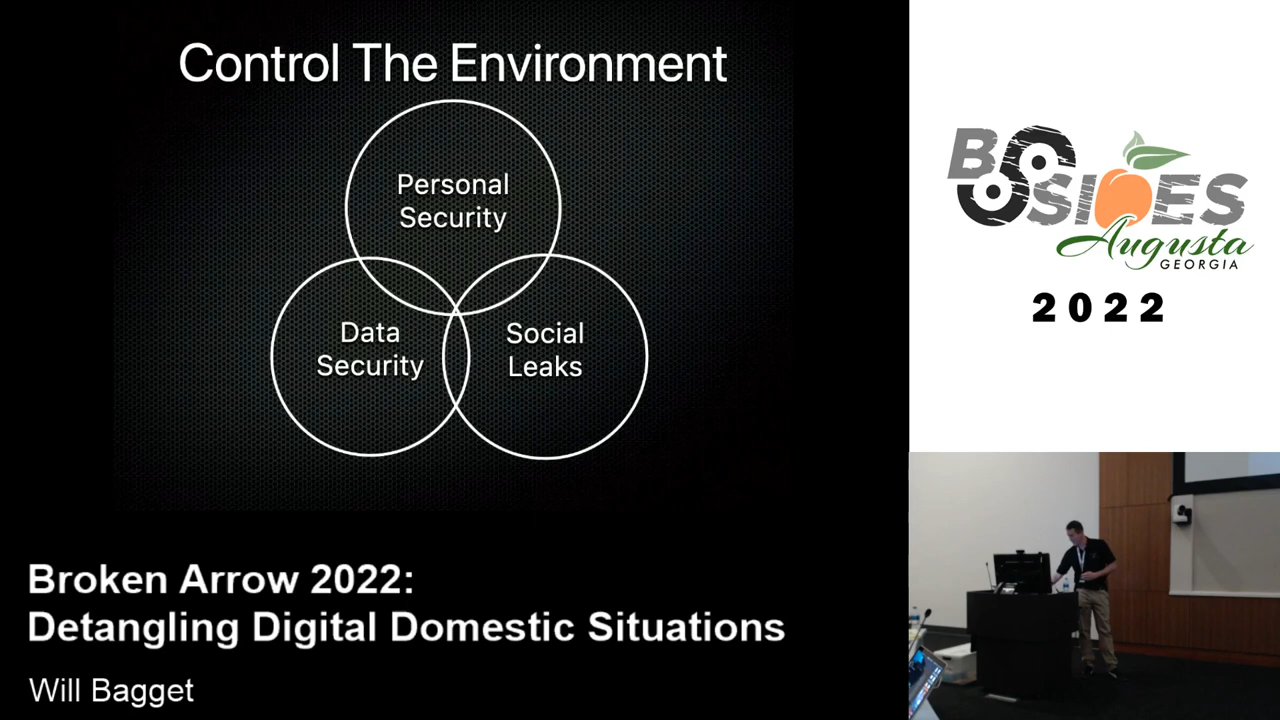 Control The Environment
Personal
Security
Data
Security
Social
Leaks
BSIDES
Augusta
GEORGIA
2022
Broken Arrow 2022:
Detangling Digital Domestic Situations
Will Bagget